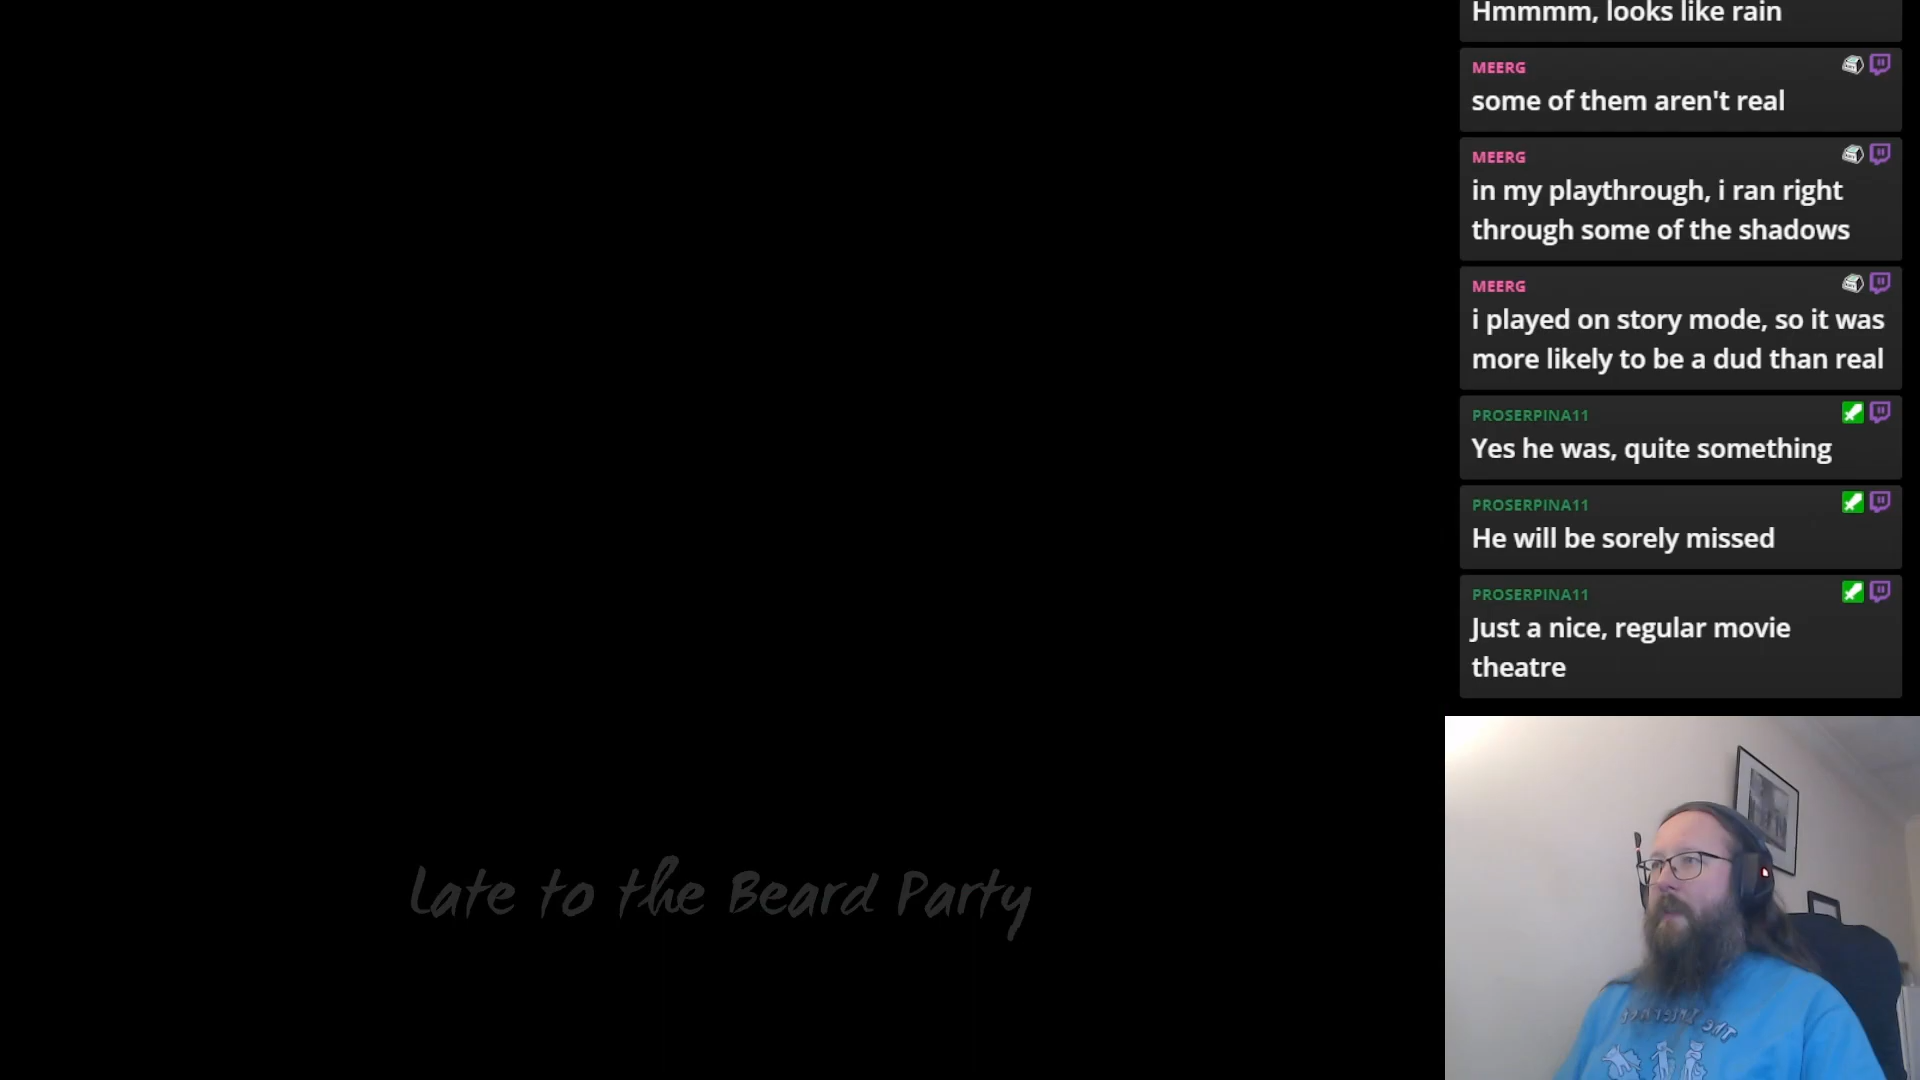 Hmmmm, looks like rain
MEERG
some of them aren't real
MEERG
in my playthrough, i ran right
through some of the shadows
MEERG
i played on story mode, so it was
more likely to be a dud than real
PROSERPINA11
Yes he was, quite something
PROSERPINA11
He will be sorely missed
PROSERPINA11
Just a nice, regular movie
theatre
Late to the Beard Party
The Internet